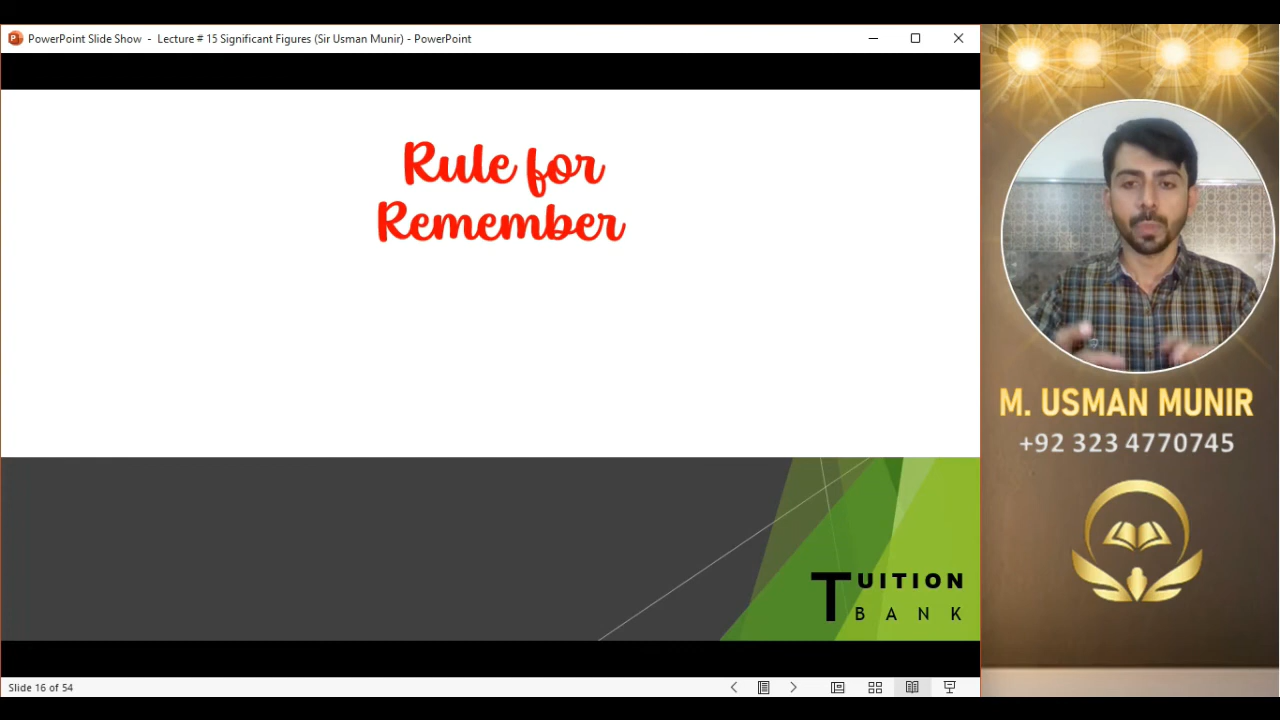 PowerPoint Slide Show - Lecture # 15 Significant Figures (Sir Usman Munir) - PowerPoint
Rule for
Remember
M. USMAN MUNIR
+92 323 4770745
TUITION
BANK
Slide 16 of 54